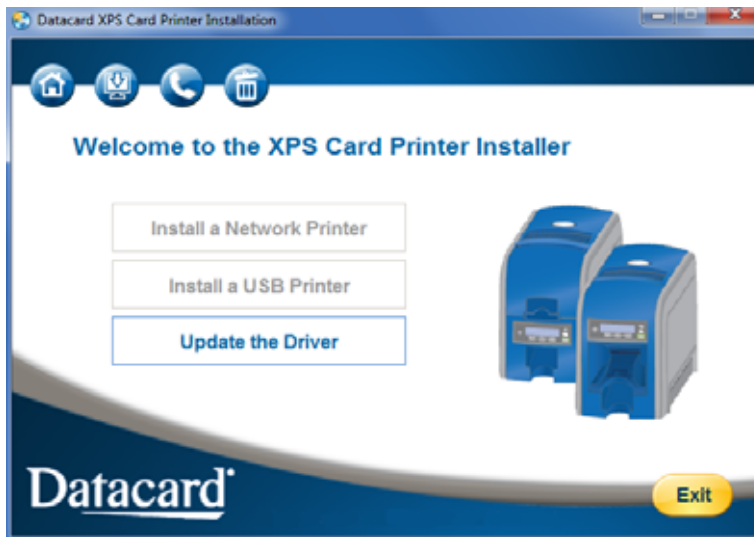 Datacard XPS Card Printer Installation
Welcome to the XPS Card Printer Installer
Install a Network Printer
Install a USB Printer
Update the Driver
Datacard
Exit